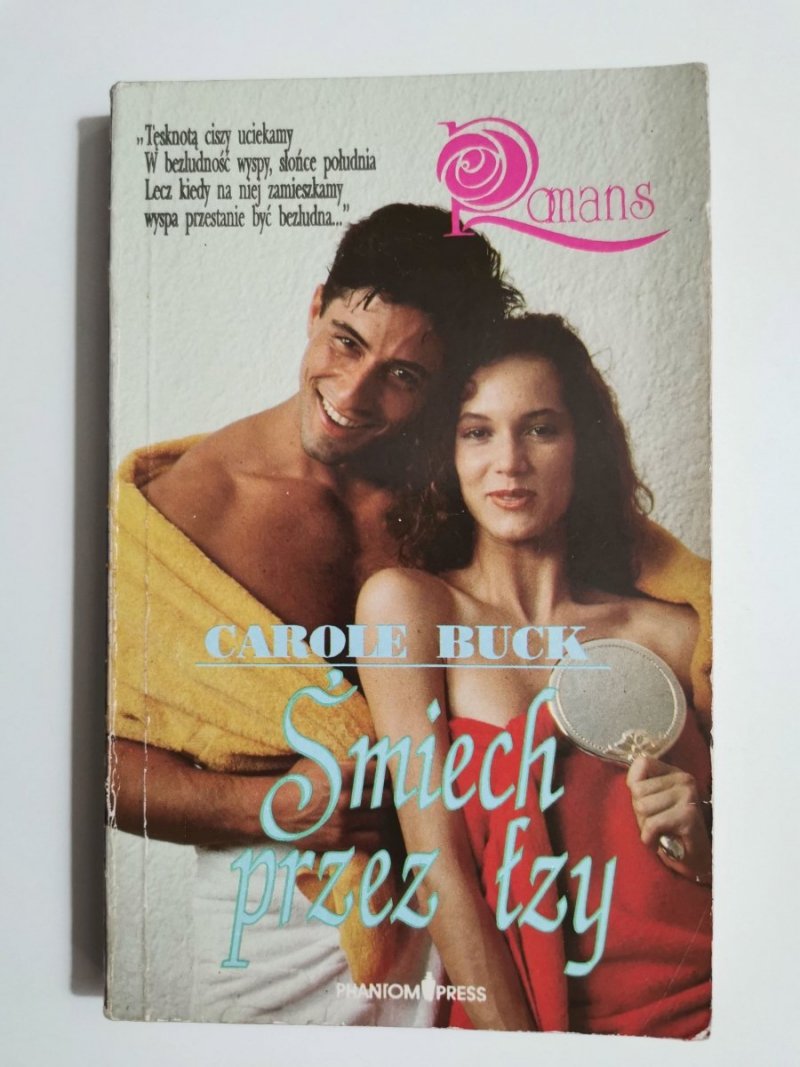 „Tęsknotą ciszy uciekamy
W bezludność wyspy, słońce południa
Lecz kiedy na niej zamieszkamy
wyspa przestanie być bezludna...”
Romans
CAROLE BUCK
Śmiech
przez łzy
PHANTOM PRESS